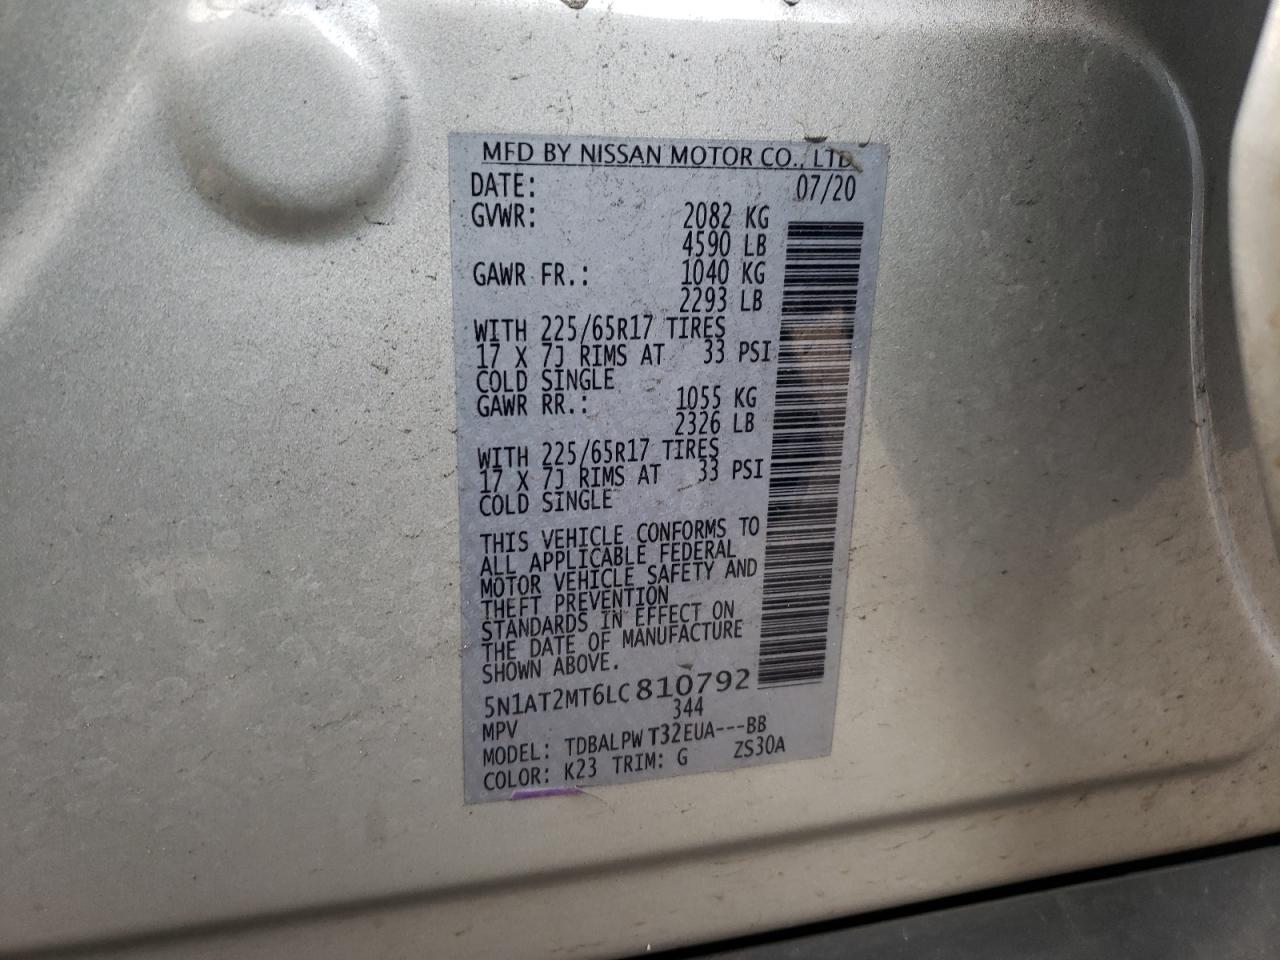 MFD BY NISSAN MOTOR CO., LTD
DATE: 07/20
GVWR: 2082 KG
4590 LB
GAWR FR.: 1040 KG
2293 LB
WITH 225/65R17 TIRES
17 X 7J RIMS AT 33 PSI
COLD SINGLE
GAWR RR.: 1055 KG
2326 LB
WITH 225/65R17 TIRES
17 X 7J RIMS AT 33 PSI
COLD SINGLE
THIS VEHICLE CONFORMS TO
ALL APPLICABLE FEDERAL
MOTOR VEHICLE SAFETY AND
THEFT PREVENTION
STANDARDS IN EFFECT ON
THE DATE OF MANUFACTURE
SHOWN ABOVE.
5N1AT2MT6LC810792
MPV 344
MODEL: TDBALPWT32EUA---BB
COLOR: K23 TRIM: G ZS30A